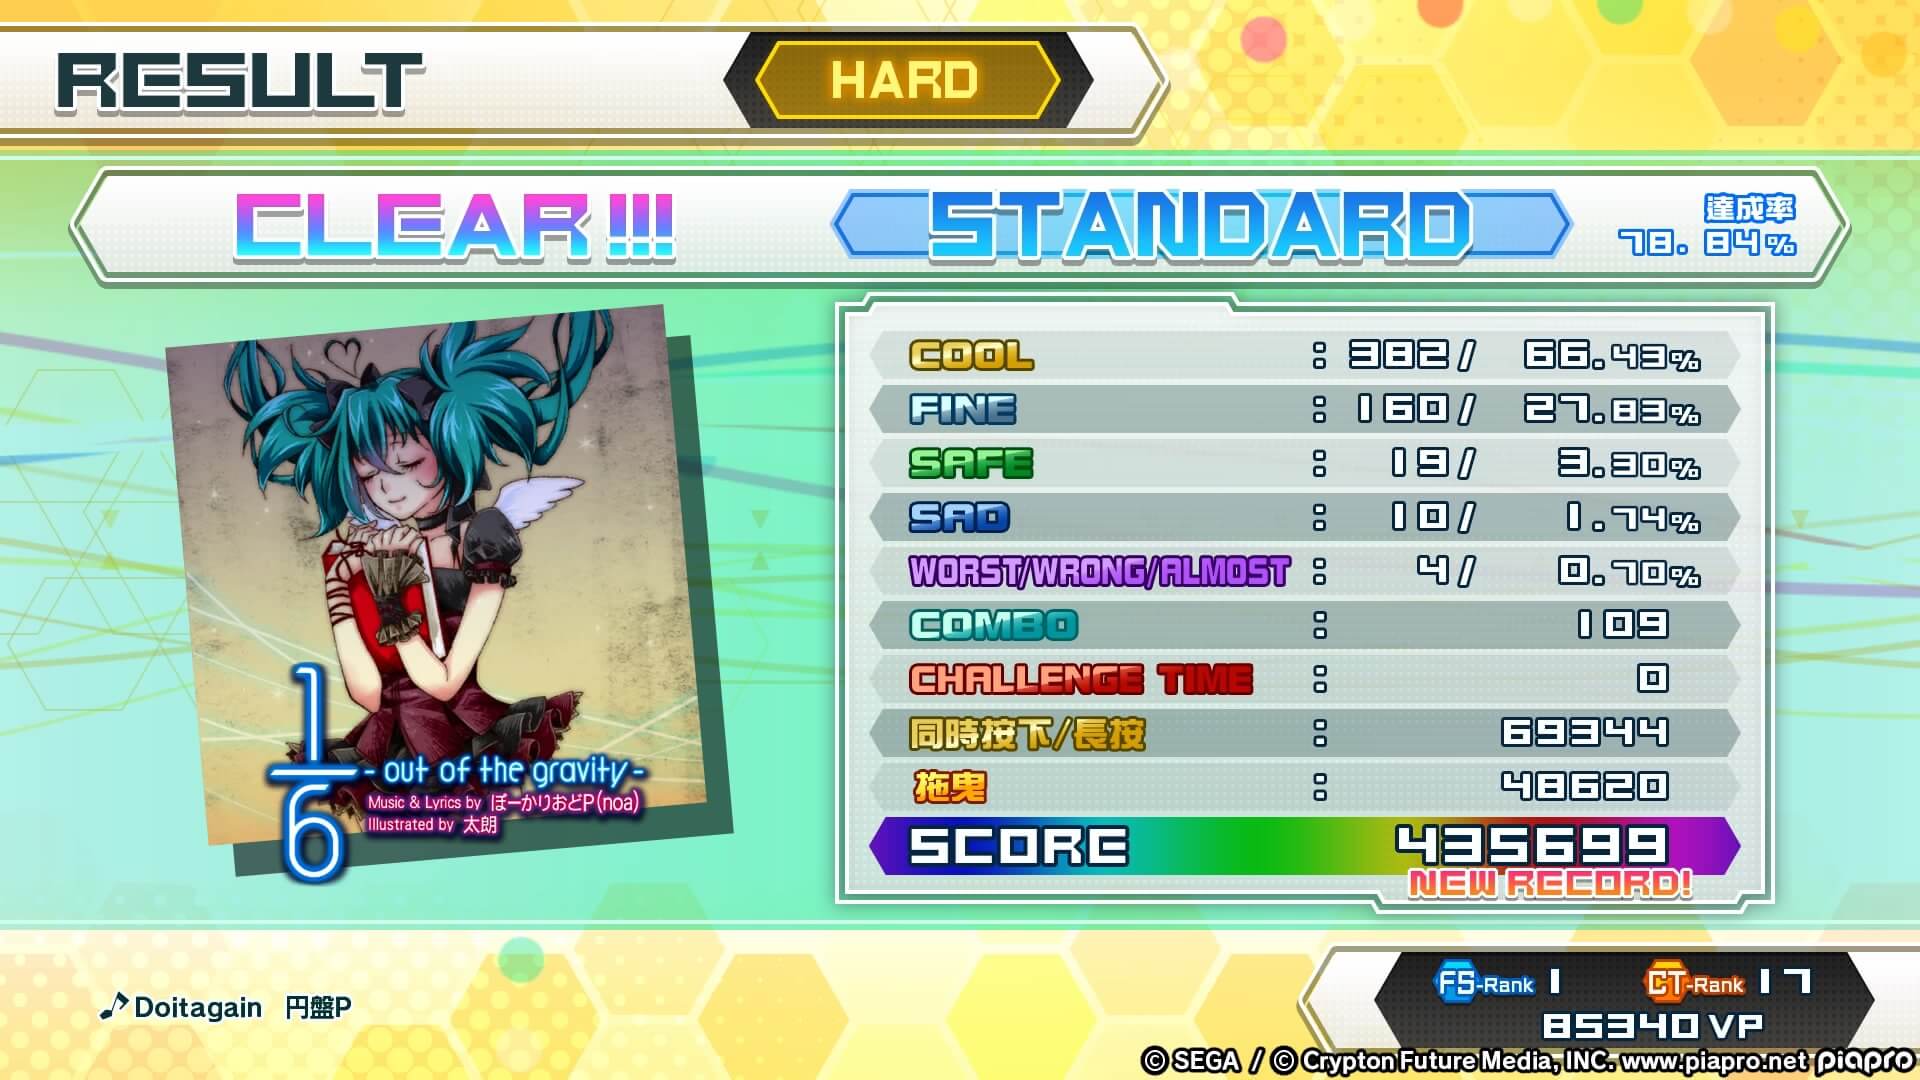 RESULT
HARD
CLEAR!!!
STANDARD
達成率
78.84%
COOL : 382/ 66.43%
FINE : 160/ 27.83%
SAFE : 19/ 3.30%
SAD : 10/ 1.74%
WORST/WRONG/ALMOST : 4/ 0.70%
COMBO : 109
CHALLENGE TIME : 0
同時按下/長按 : 69344
拖曳 : 48620
SCORE 435699
NEW RECORD!
1/6 - out of the gravity -
Music & Lyrics by ぼーかりおどP(noa)
Illustrated by 太朗
♪Doitagain 円盤P
FS-Rank 1 CT-Rank 17
85340VP
© SEGA / © Crypton Future Media, INC. www.piapro.net piapro